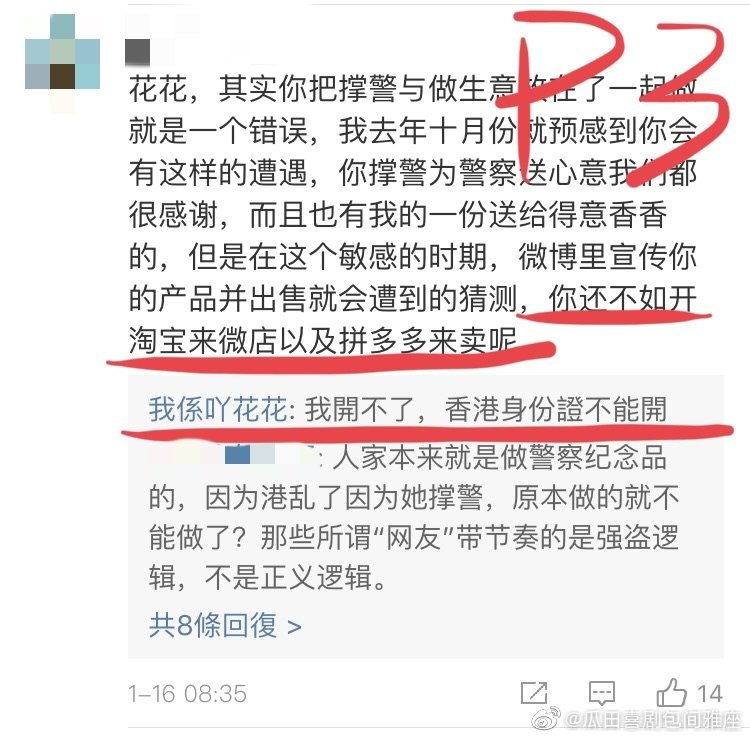 P3
花花，其实你把撑警与做生意放在了一起做
就是一个错误，我去年十月份就预感到你会
有这样的遭遇，你撑警为警察送心意我们都
很感谢，而且也有我的一份送给得意香香
的，但是在这个敏感的时期，微博里宣传你
的产品并出售就会遭到的猜测，你还不如开
淘宝来微店以及拼多多来卖呢
我係吖花花: 我開不了，香港身份證不能開
: 人家本来就是做警察纪念品
的，因为港乱了因为她撑警，原本做的就不
能做了？那些所谓“网友”带节奏的是强盗逻
辑，不是正义逻辑。
共8條回復 >
1-16 08:35
14
@瓜田喜剧包间雅座